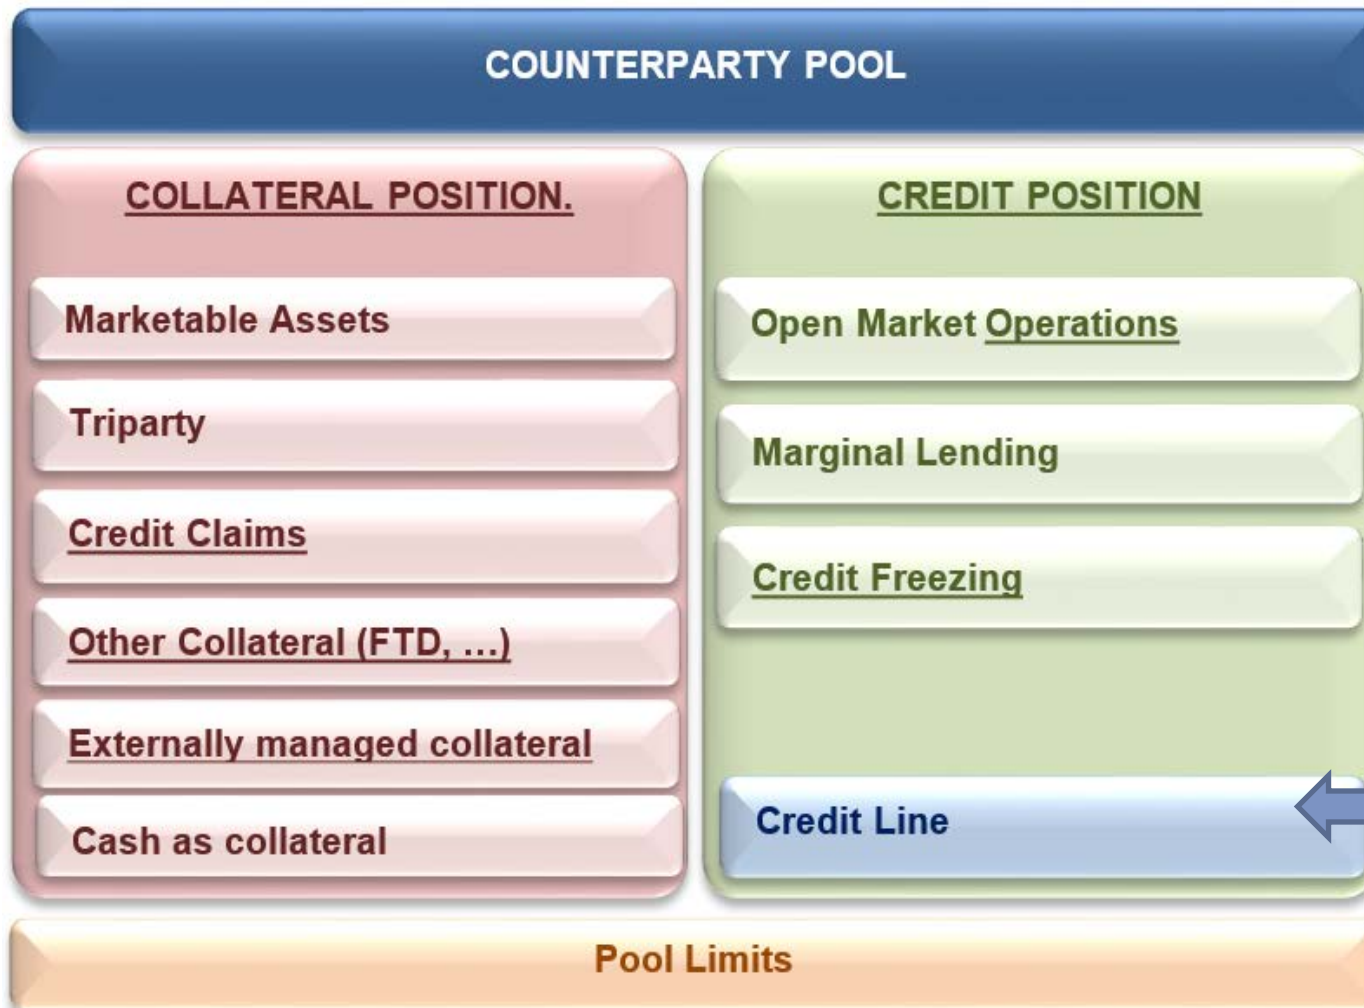 COUNTERPARTY POOL
COLLATERAL POSITION.
Marketable Assets
Triparty
Credit Claims
Other Collateral (FTD, ...)
Externally managed collateral
Cash as collateral
CREDIT POSITION
Open Market Operations
Marginal Lending
Credit Freezing
Credit Line
Pool Limits